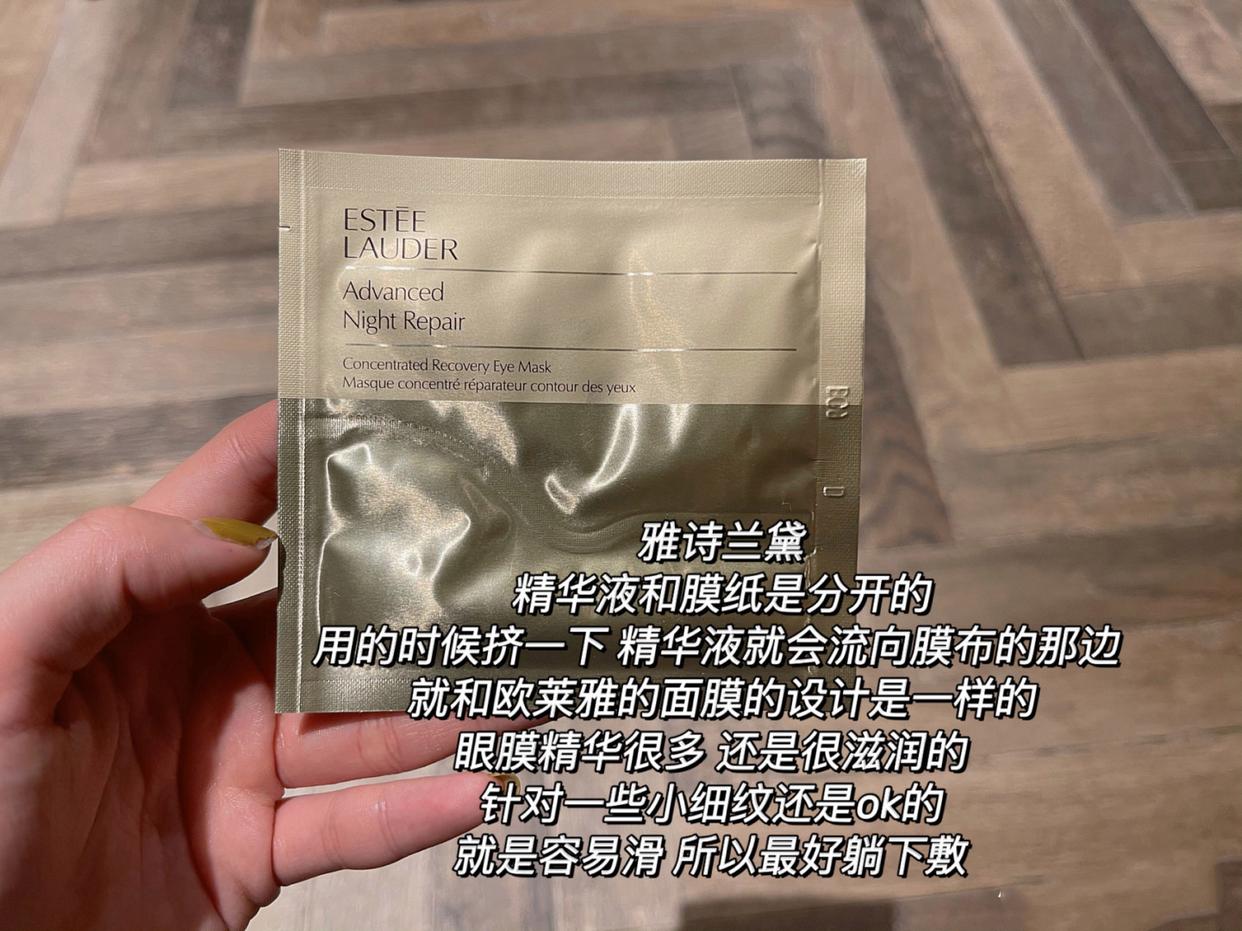 ESTĒE
LAUDER
Advanced
Night Repair
Concentrated Recovery Eye Mask
Masque concentré réparateur contour des yeux
雅诗兰黛
精华液和膜纸是分开的
用的时候挤一下 精华液就会流向膜布的那边
就和欧莱雅的面膜的设计是一样的
眼膜精华很多 还是很滋润的
针对一些小细纹还是ok的
就是容易滑 所以最好躺下敷